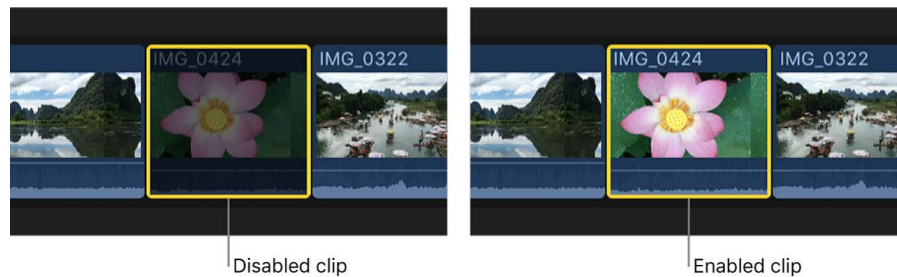 IMG_0424
IMG_0322
IMG_0424
IMG_0322
Disabled clip
Enabled clip